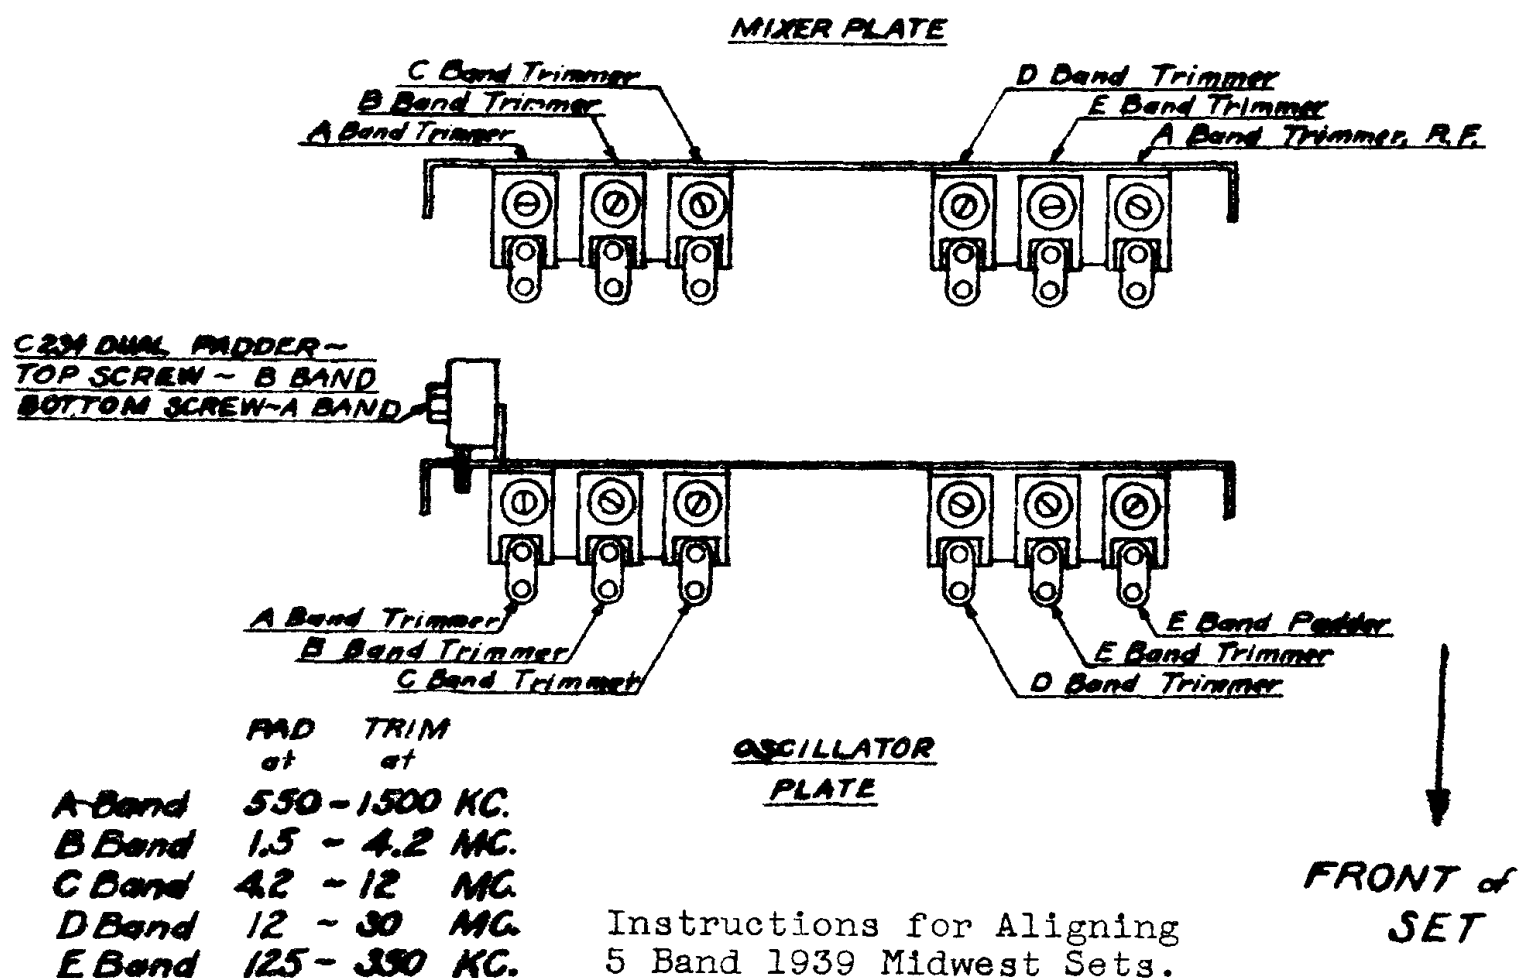 MIXER PLATE
C Band Trimmer
B Band Trimmer
A Band Trimmer
D Band Trimmer
E Band Trimmer
A Band Trimmer, R.F.
C234 DUAL PADDER~
TOP SCREW ~ B BAND
BOTTOM SCREW~A BAND
A Band Trimmer
B Band Trimmer
C Band Trimmer
E Band Padder
E Band Trimmer
D Band Trimmer
PAD TRIM
at at
A Band 550 - 1500 KC.
B Band 1.5 - 4.2 MC.
C Band 4.2 - 12 MC.
D Band 12 - 30 MC.
E Band 125 - 350 KC.
OSCILLATOR
PLATE
FRONT of
SET
Instructions for Aligning
5 Band 1939 Midwest Sets.